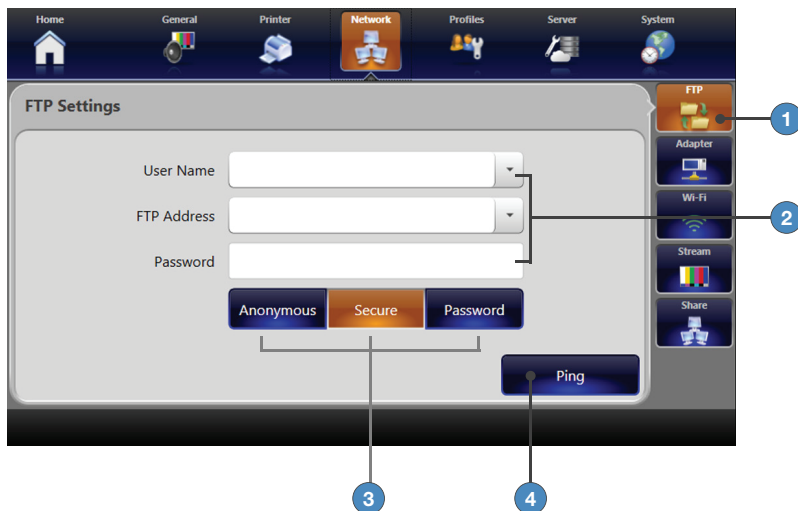 Home General Printer Network Profiles Server System
FTP Settings
FTP
1
Adapter
User Name
Wi-Fi
FTP Address
2
Stream
Password
Anonymous Secure Password
Share
Ping
3 4